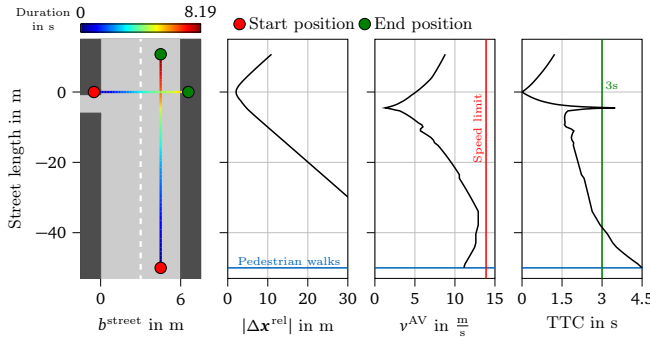 Duration in s
0 8.19
Start position End position
Street length in m
0
−20
−40
0 6
b^street in m
Pedestrian walks
0 10 20 30
|Δx^rel| in m
Speed limit
0 5 10 15
v^AV in m/s
3s
0 1.5 3 4.5
TTC in s